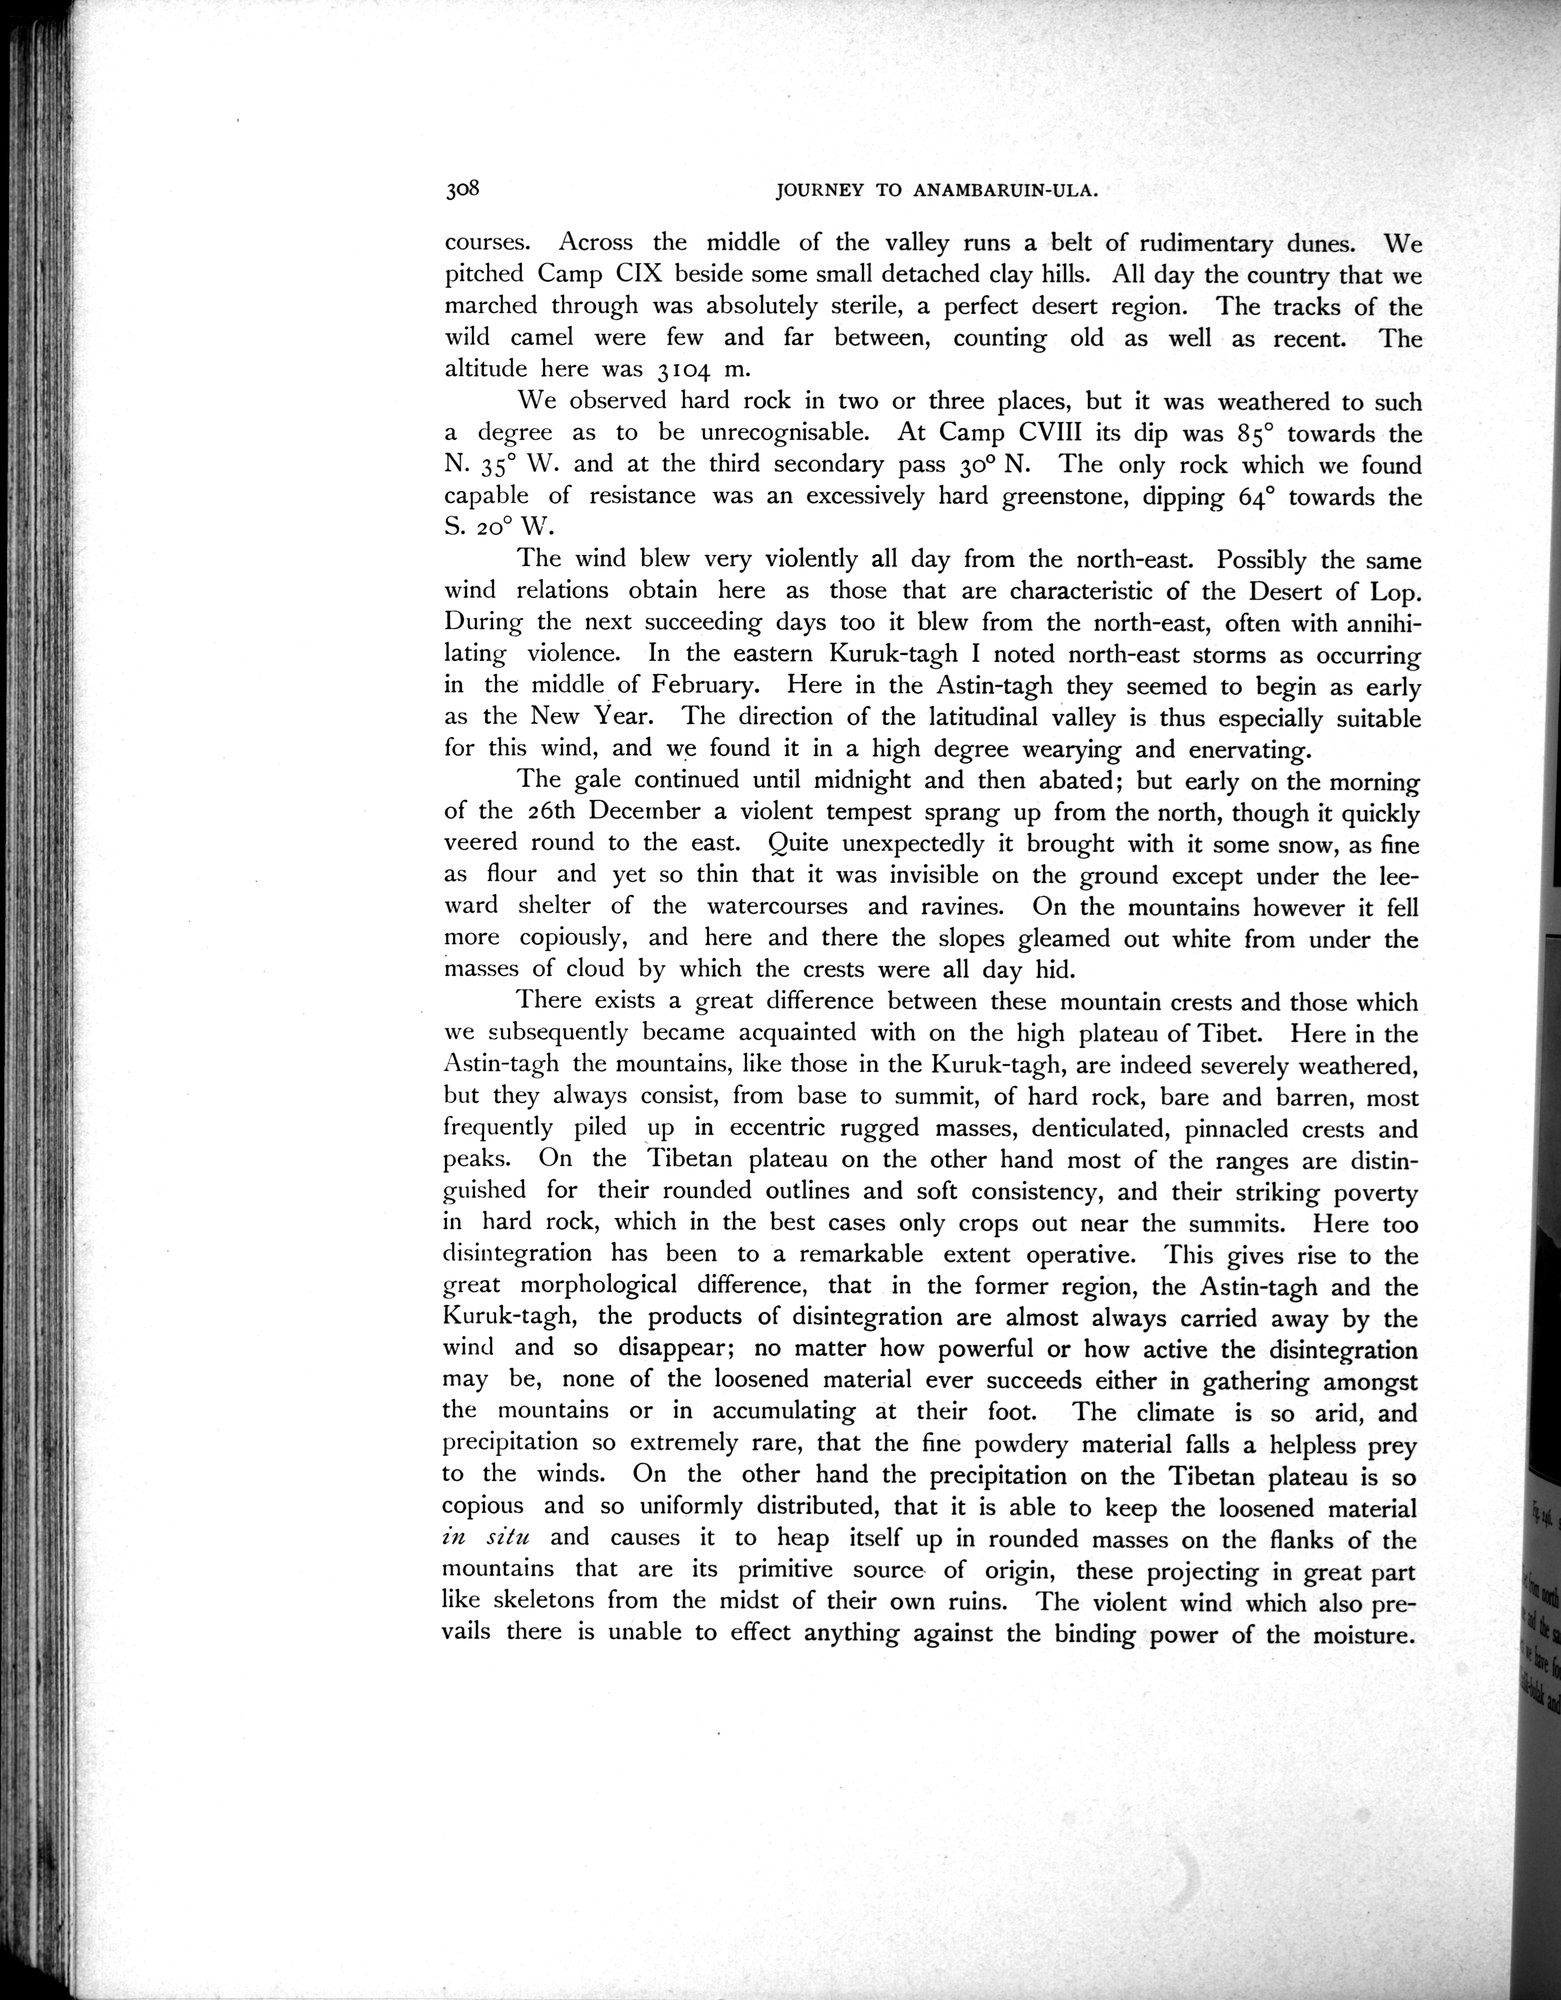 308
JOURNEY TO ANAMBARUIN-ULA.
courses. Across the middle of the valley runs a belt of rudimentary dunes. We
pitched Camp CIX beside some small detached clay hills. All day the country that we
marched through was absolutely sterile, a perfect desert region. The tracks of the
wild camel were few and far between, counting old as well as recent. The
altitude here was 3104 m.
We observed hard rock in two or three places, but it was weathered to such
a degree as to be unrecognisable. At Camp CVIII its dip was 85° towards the
N. 35° W. and at the third secondary pass 30° N. The only rock which we found
capable of resistance was an excessively hard greenstone, dipping 64° towards the
S. 20° W.
The wind blew very violently all day from the north-east. Possibly the same
wind relations obtain here as those that are characteristic of the Desert of Lop.
During the next succeeding days too it blew from the north-east, often with annihi-
lating violence. In the eastern Kuruk-tagh I noted north-east storms as occurring
in the middle of February. Here in the Astin-tagh they seemed to begin as early
as the New Year. The direction of the latitudinal valley is thus especially suitable
for this wind, and we found it in a high degree wearying and enervating.
The gale continued until midnight and then abated; but early on the morning
of the 26th December a violent tempest sprang up from the north, though it quickly
veered round to the east. Quite unexpectedly it brought with it some snow, as fine
as flour and yet so thin that it was invisible on the ground except under the lee-
ward shelter of the watercourses and ravines. On the mountains however it fell
more copiously, and here and there the slopes gleamed out white from under the
masses of cloud by which the crests were all day hid.
There exists a great difference between these mountain crests and those which
we subsequently became acquainted with on the high plateau of Tibet. Here in the
Astin-tagh the mountains, like those in the Kuruk-tagh, are indeed severely weathered,
but they always consist, from base to summit, of hard rock, bare and barren, most
frequently piled up in eccentric rugged masses, denticulated, pinnacled crests and
peaks. On the Tibetan plateau on the other hand most of the ranges are distin-
guished for their rounded outlines and soft consistency, and their striking poverty
in hard rock, which in the best cases only crops out near the summits. Here too
disintegration has been to a remarkable extent operative. This gives rise to the
great morphological difference, that in the former region, the Astin-tagh and the
Kuruk-tagh, the products of disintegration are almost always carried away by the
wind and so disappear; no matter how powerful or how active the disintegration
may be, none of the loosened material ever succeeds either in gathering amongst
the mountains or in accumulating at their foot. The climate is so arid, and
precipitation so extremely rare, that the fine powdery material falls a helpless prey
to the winds. On the other hand the precipitation on the Tibetan plateau is so
copious and so uniformly distributed, that it is able to keep the loosened material
in situ and causes it to heap itself up in rounded masses on the flanks of the
mountains that are its primitive source of origin, these projecting in great part
like skeletons from the midst of their own ruins. The violent wind which also pre-
vails there is unable to effect anything against the binding power of the moisture.
Fig. 246.
from north
and the
we have
and